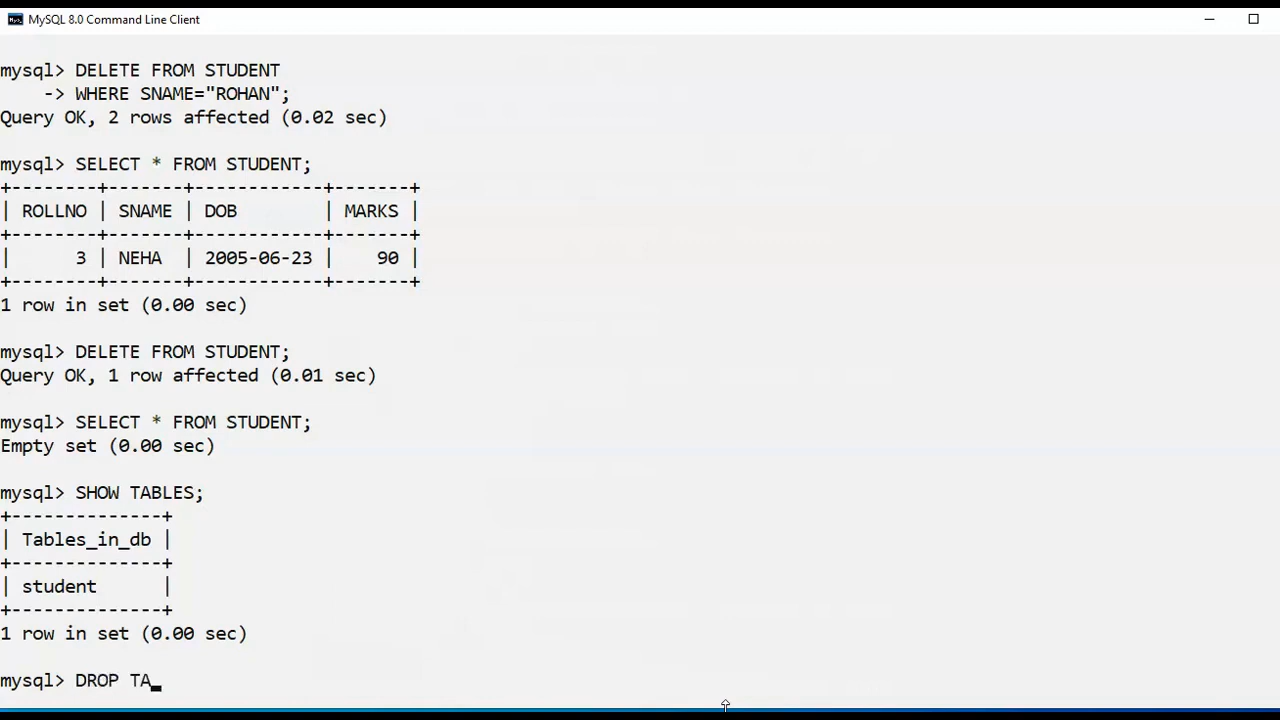 MySQL 8.0 Command Line Client
mysql> DELETE FROM STUDENT
    -> WHERE SNAME="ROHAN";
Query OK, 2 rows affected (0.02 sec)
mysql> SELECT * FROM STUDENT;
+--------+-------+------------+-------+
| ROLLNO | SNAME | DOB        | MARKS |
+--------+-------+------------+-------+
|      3 | NEHA  | 2005-06-23 |    90 |
+--------+-------+------------+-------+
1 row in set (0.00 sec)
mysql> DELETE FROM STUDENT;
Query OK, 1 row affected (0.01 sec)
mysql> SELECT * FROM STUDENT;
Empty set (0.00 sec)
mysql> SHOW TABLES;
+--------------+
| Tables_in_db |
+--------------+
| student      |
+--------------+
1 row in set (0.00 sec)
mysql> DROP TA